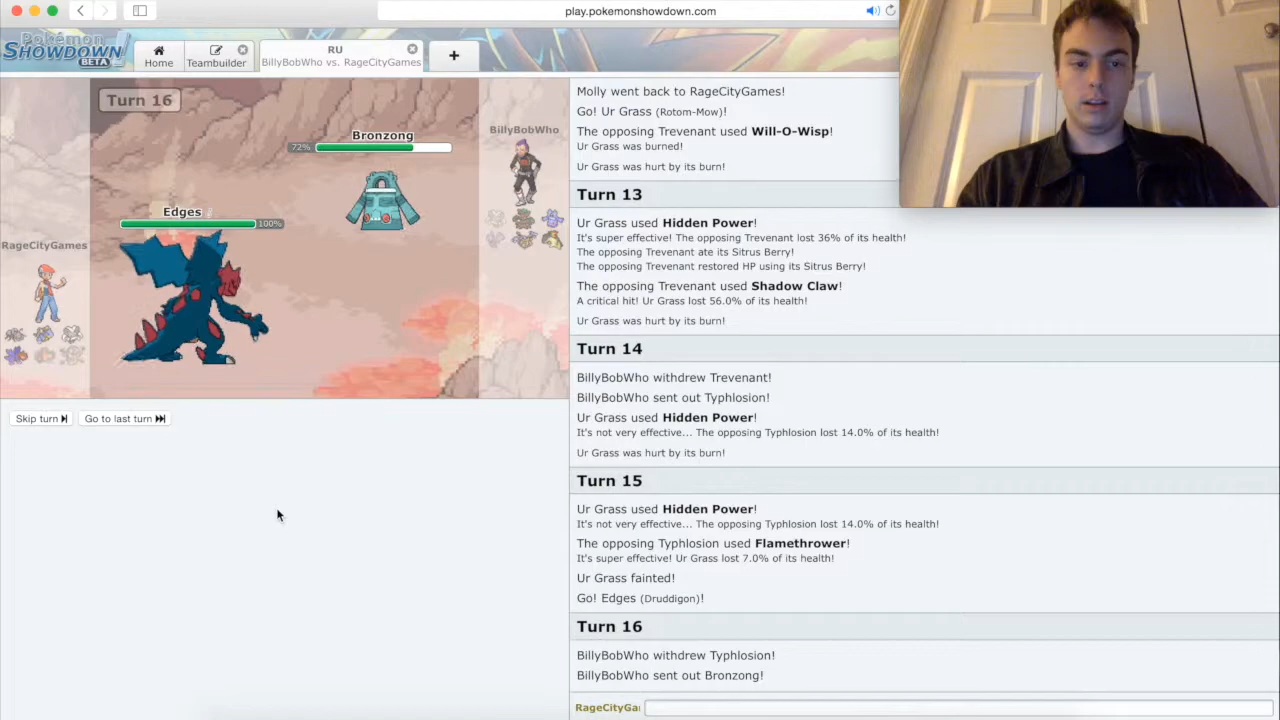 play.pokemonshowdown.com
Pokémon
SHOWDOWN
BETA
Home
Teambuilder
RU
BillyBobWho vs. RageCityGames
+
Turn 16
Bronzong
72%
BillyBobWho
Edges
100%
RageCityGames
Skip turn
Go to last turn
Molly went back to RageCityGames!
Go! Ur Grass (Rotom-Mow)!
The opposing Trevenant used Will-O-Wisp!
Ur Grass was burned!
Ur Grass was hurt by its burn!
Turn 13
Ur Grass used Hidden Power!
It's super effective! The opposing Trevenant lost 36% of its health!
The opposing Trevenant ate its Sitrus Berry!
The opposing Trevenant restored HP using its Sitrus Berry!
The opposing Trevenant used Shadow Claw!
A critical hit! Ur Grass lost 56.0% of its health!
Ur Grass was hurt by its burn!
Turn 14
BillyBobWho withdrew Trevenant!
BillyBobWho sent out Typhlosion!
Ur Grass used Hidden Power!
It's not very effective... The opposing Typhlosion lost 14.0% of its health!
Ur Grass was hurt by its burn!
Turn 15
Ur Grass used Hidden Power!
It's not very effective... The opposing Typhlosion lost 14.0% of its health!
The opposing Typhlosion used Flamethrower!
It's super effective! Ur Grass lost 7.0% of its health!
Ur Grass fainted!
Go! Edges (Druddigon)!
Turn 16
BillyBobWho withdrew Typhlosion!
BillyBobWho sent out Bronzong!
RageCityGa